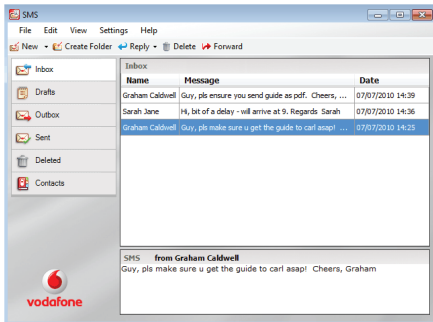 SMS
File Edit View Settings Help
New Create Folder Reply Delete Forward
Inbox
Drafts
Outbox
Sent
Deleted
Contacts
Inbox
Name Message Date
Graham Caldwell Guy, pls ensure you send guide as pdf. Cheers, ... 07/07/2010 14:39
Sarah Jane Hi, bit of a delay - will arrive at 9. Regards Sarah 07/07/2010 14:36
Graham Caldwell Guy, pls make sure u get the guide to carl asap! ... 07/07/2010 14:25
SMS from Graham Caldwell
Guy, pls make sure u get the guide to carl asap! Cheers, Graham
vodafone